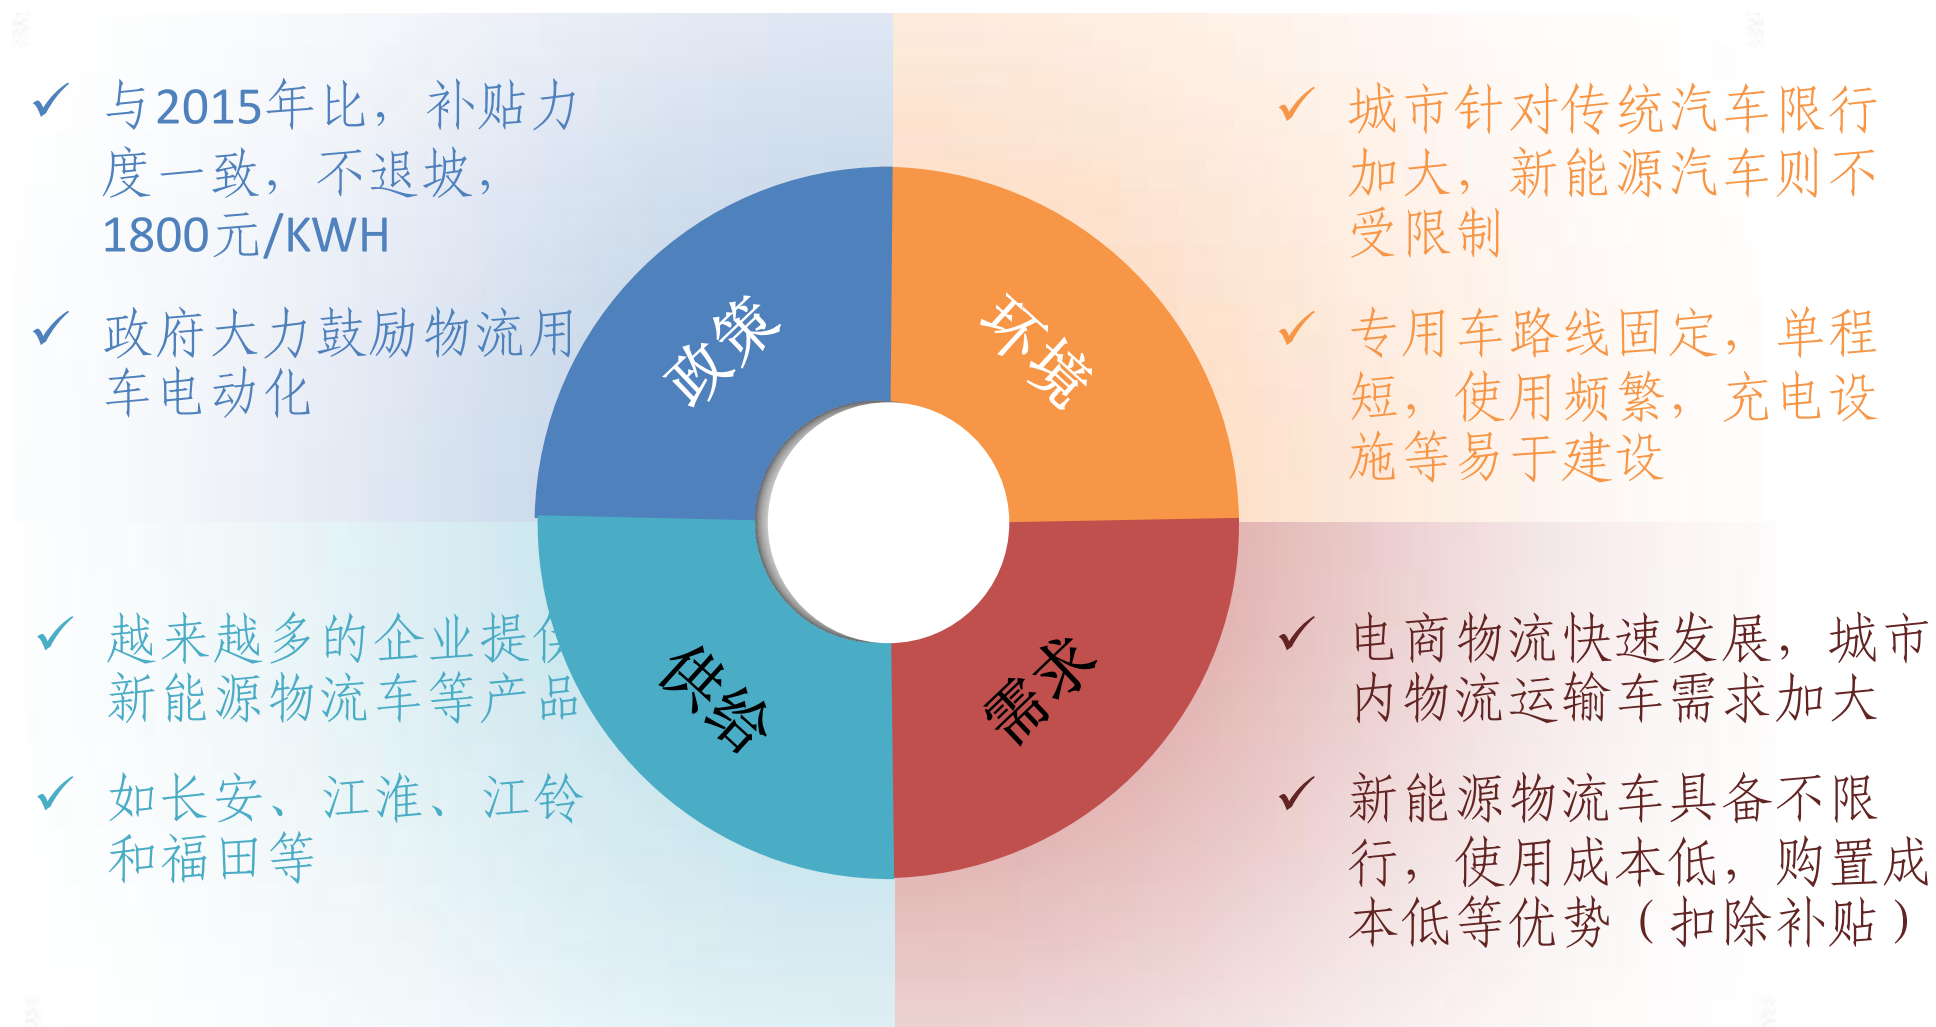 与2015年比，补贴力
度一致，不退坡，
1800元/KWH
政府大力鼓励物流用
车电动化
政策
环境
城市针对传统汽车限行
加大，新能源汽车则不
受限制
专用车路线固定，单程
短，使用频繁，充电设
施等易于建设
越来越多的企业提供
新能源物流车等产品
如长安、江淮、江铃
和福田等
供给
需求
电商物流快速发展，城市
内物流运输车需求加大
新能源物流车具备不限
行，使用成本低，购置成
本低等优势（扣除补贴）